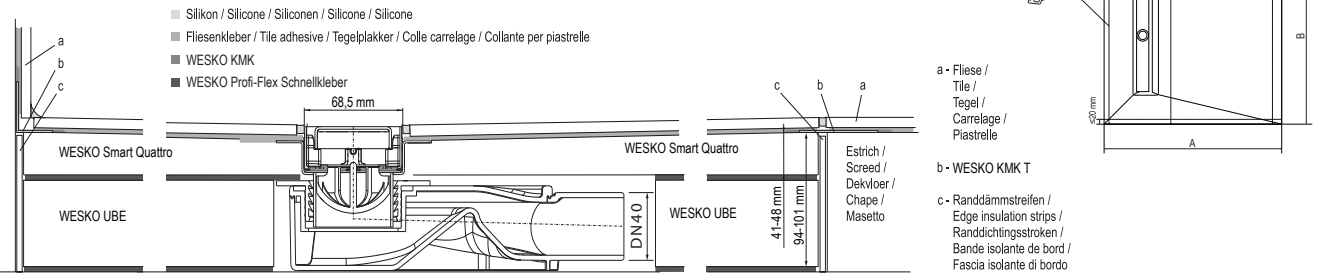 Silikon / Silicone / Siliconen / Silicone / Silicone
Fliesenkleber / Tile adhesive / Tegelplakker / Colle carrelage / Collante per piastrelle
WESKO KMK
WESKO Profi-Flex Schnellkleber
a
b
c
68,5 mm
WESKO Smart Quattro
WESKO UBE
DN40
WESKO Smart Quattro
WESKO UBE
c
b
a
41-48 mm
94-101 mm
Estrich /
Screed /
Dekvloer /
Chape /
Masetto
a - Fliese /
Tile /
Tegel /
Carrelage /
Piastrelle
b - WESKO KMK T
c - Randdämmstreifen /
Edge insulation strips /
Randdichtingsstroken /
Bande isolante de bord /
Fascia isolante di bordo
B
≤20 mm
A